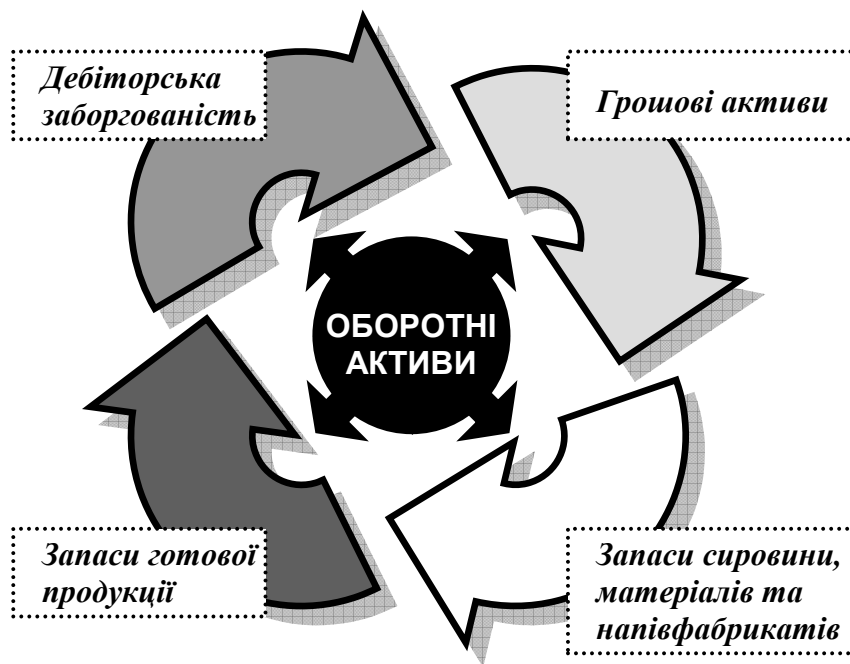 Дебіторська
заборгованість
Грошові активи
ОБОРОТНІ
АКТИВИ
Запаси готової
продукції
Запаси сировини,
матеріалів та
напівфабрикатів